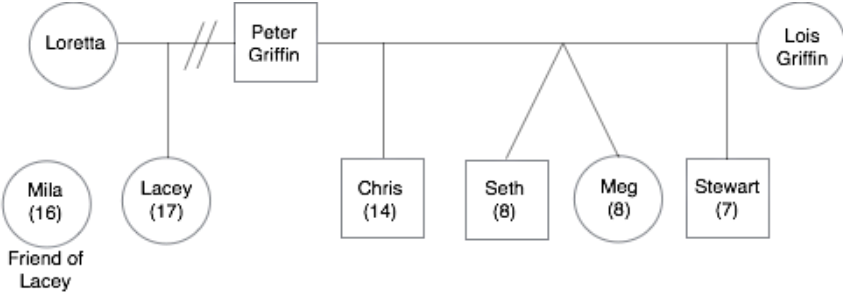 Loretta
Peter
Griffin
Lois
Griffin
Mila
(16)
Friend of
Lacey
Lacey
(17)
Chris
(14)
Seth
(8)
Meg
(8)
Stewart
(7)